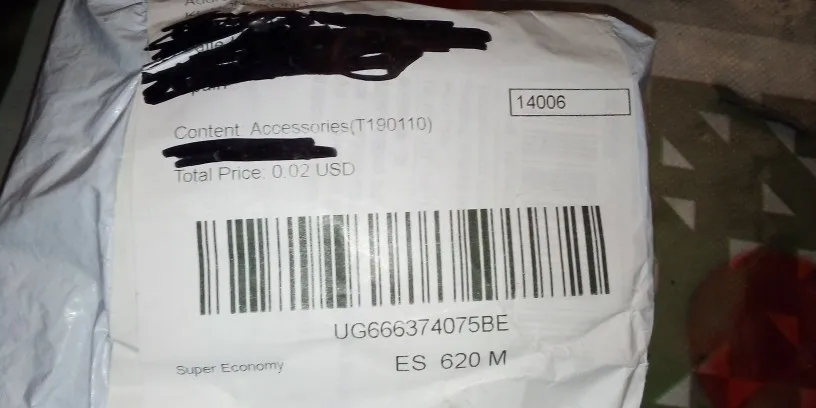 14006
Content: Accessories(T190110)
Total Price: 0.02 USD
UG666374075BE
Super Economy
ES 620 M